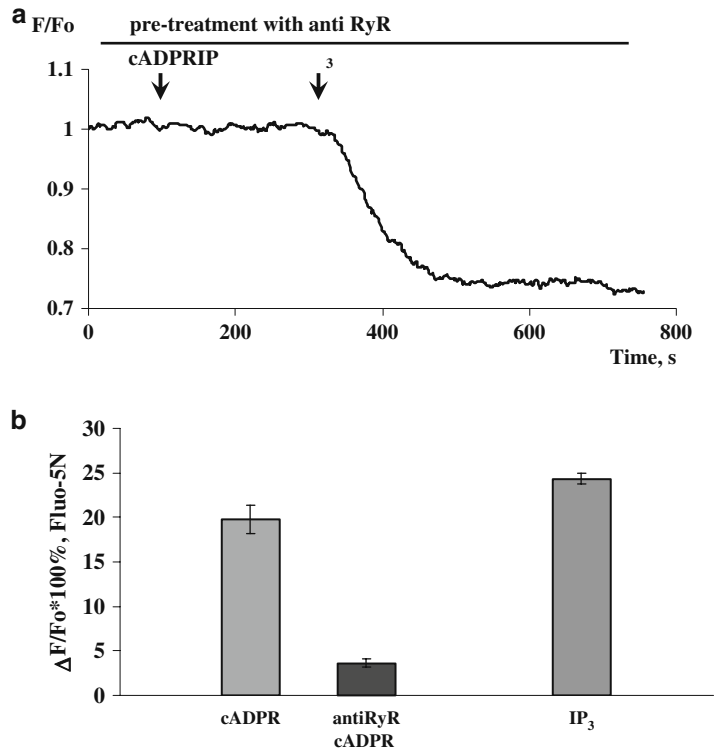 a
F/Fo
pre-treatment with anti RyR
cADPRIP
3
1.1
1
0.9
0.8
0.7
0
200
400
600
800
Time, s
b
ΔF/Fo*100%, Fluo-5N
30
25
20
15
10
5
0
cADPR
antiRyR
cADPR
IP3